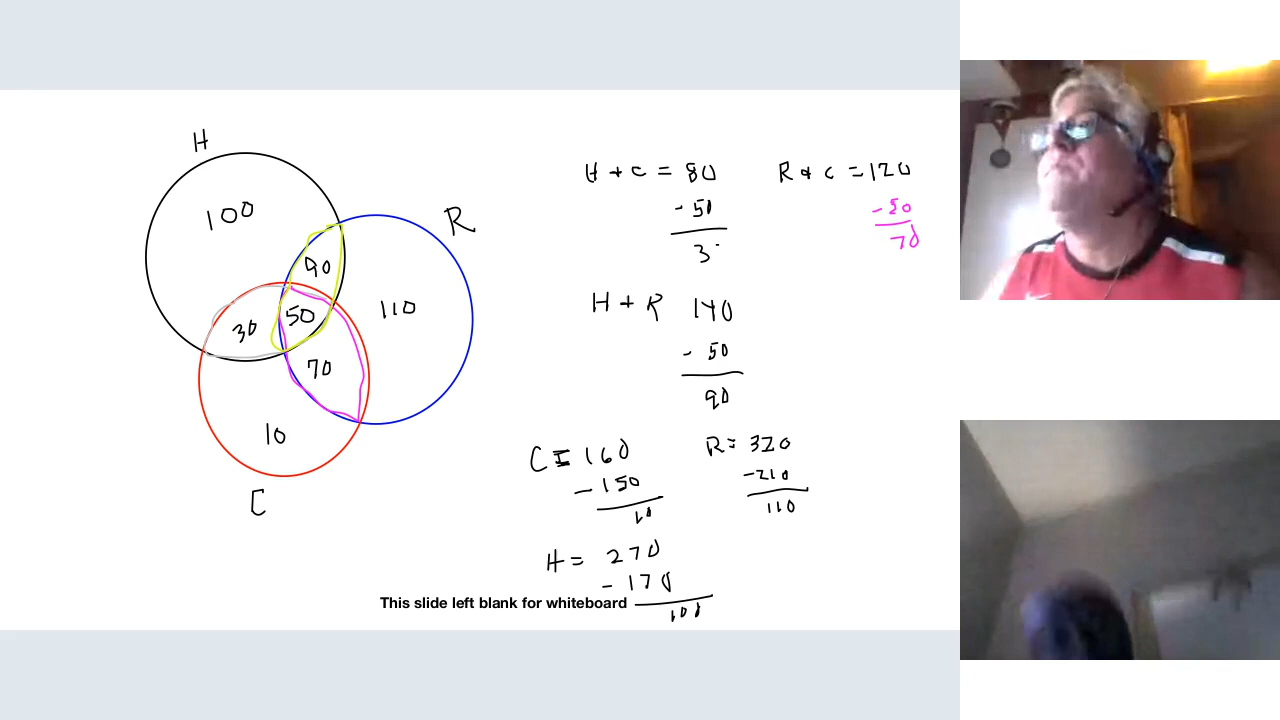 H
100
R
90
110
50
30
70
10
C
H + C = 80
- 50
3
R + C = 120
- 50
70
H + R 140
- 50
90
C = 160
- 150
10
R = 320
- 210
110
H = 270
- 170
100
This slide left blank for whiteboard